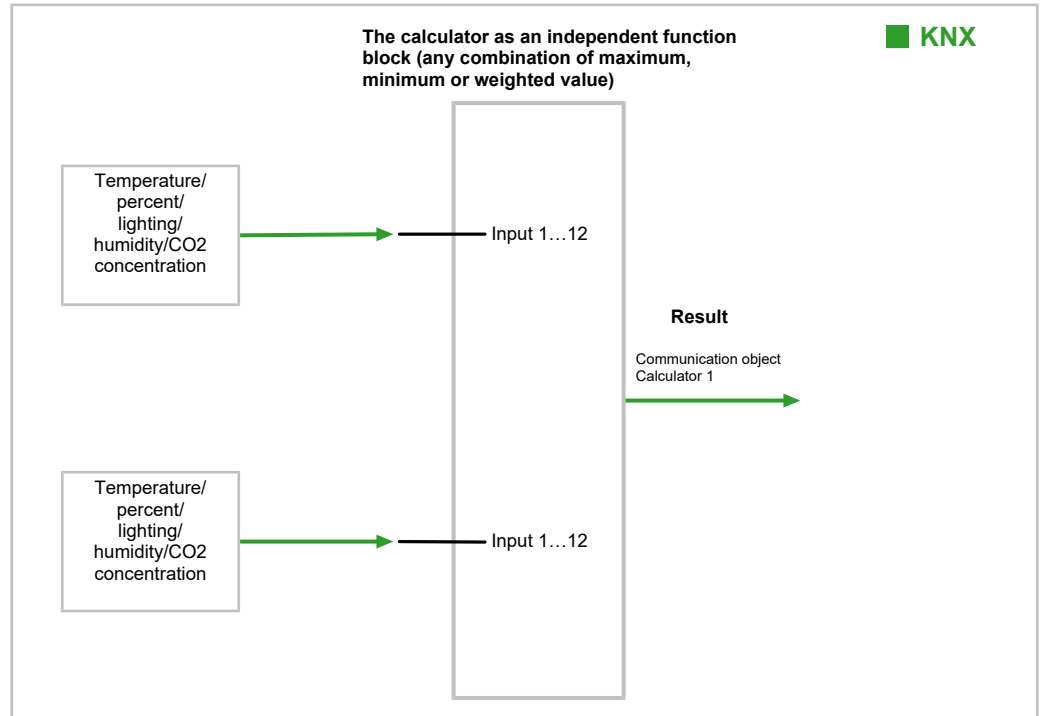 The calculator as an independent function
block (any combination of maximum,
minimum or weighted value)
KNX
Temperature/
percent/
lighting/
humidity/CO2
concentration
Input 1…12
Result
Communication object
Calculator 1
Temperature/
percent/
lighting/
humidity/CO2
concentration
Input 1…12